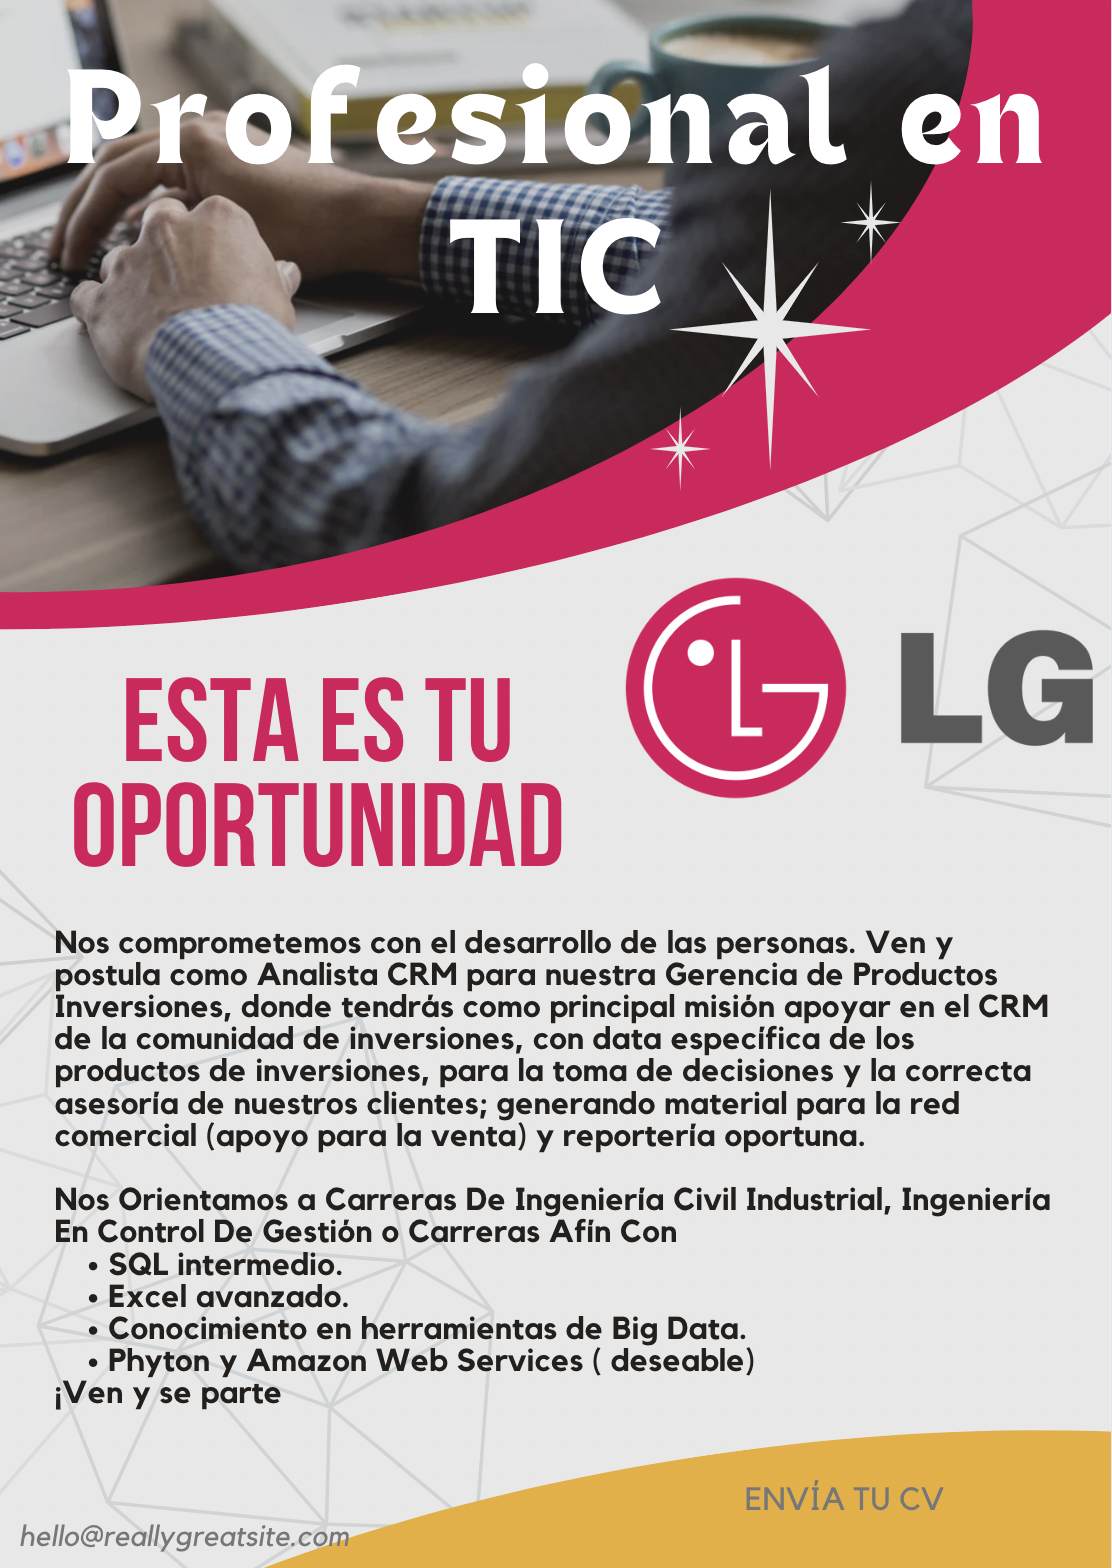 Profesional en
TIC
LG
LG
ESTA ES TU
OPORTUNIDAD
Nos comprometemos con el desarrollo de las personas. Ven y
postula como Analista CRM para nuestra Gerencia de Productos
Inversiones, donde tendrás como principal misión apoyar en el CRM
de la comunidad de inversiones, con data específica de los
productos de inversiones, para la toma de decisiones y la correcta
asesoría de nuestros clientes; generando material para la red
comercial (apoyo para la venta) y reportería oportuna.
Nos Orientamos a Carreras De Ingeniería Civil Industrial, Ingeniería
En Control De Gestión o Carreras Afín Con
• SQL intermedio.
• Excel avanzado.
• Conocimiento en herramientas de Big Data.
• Phyton y Amazon Web Services ( deseable)
¡Ven y se parte
ENVÍA TU CV
hello@reallygreatsite.com